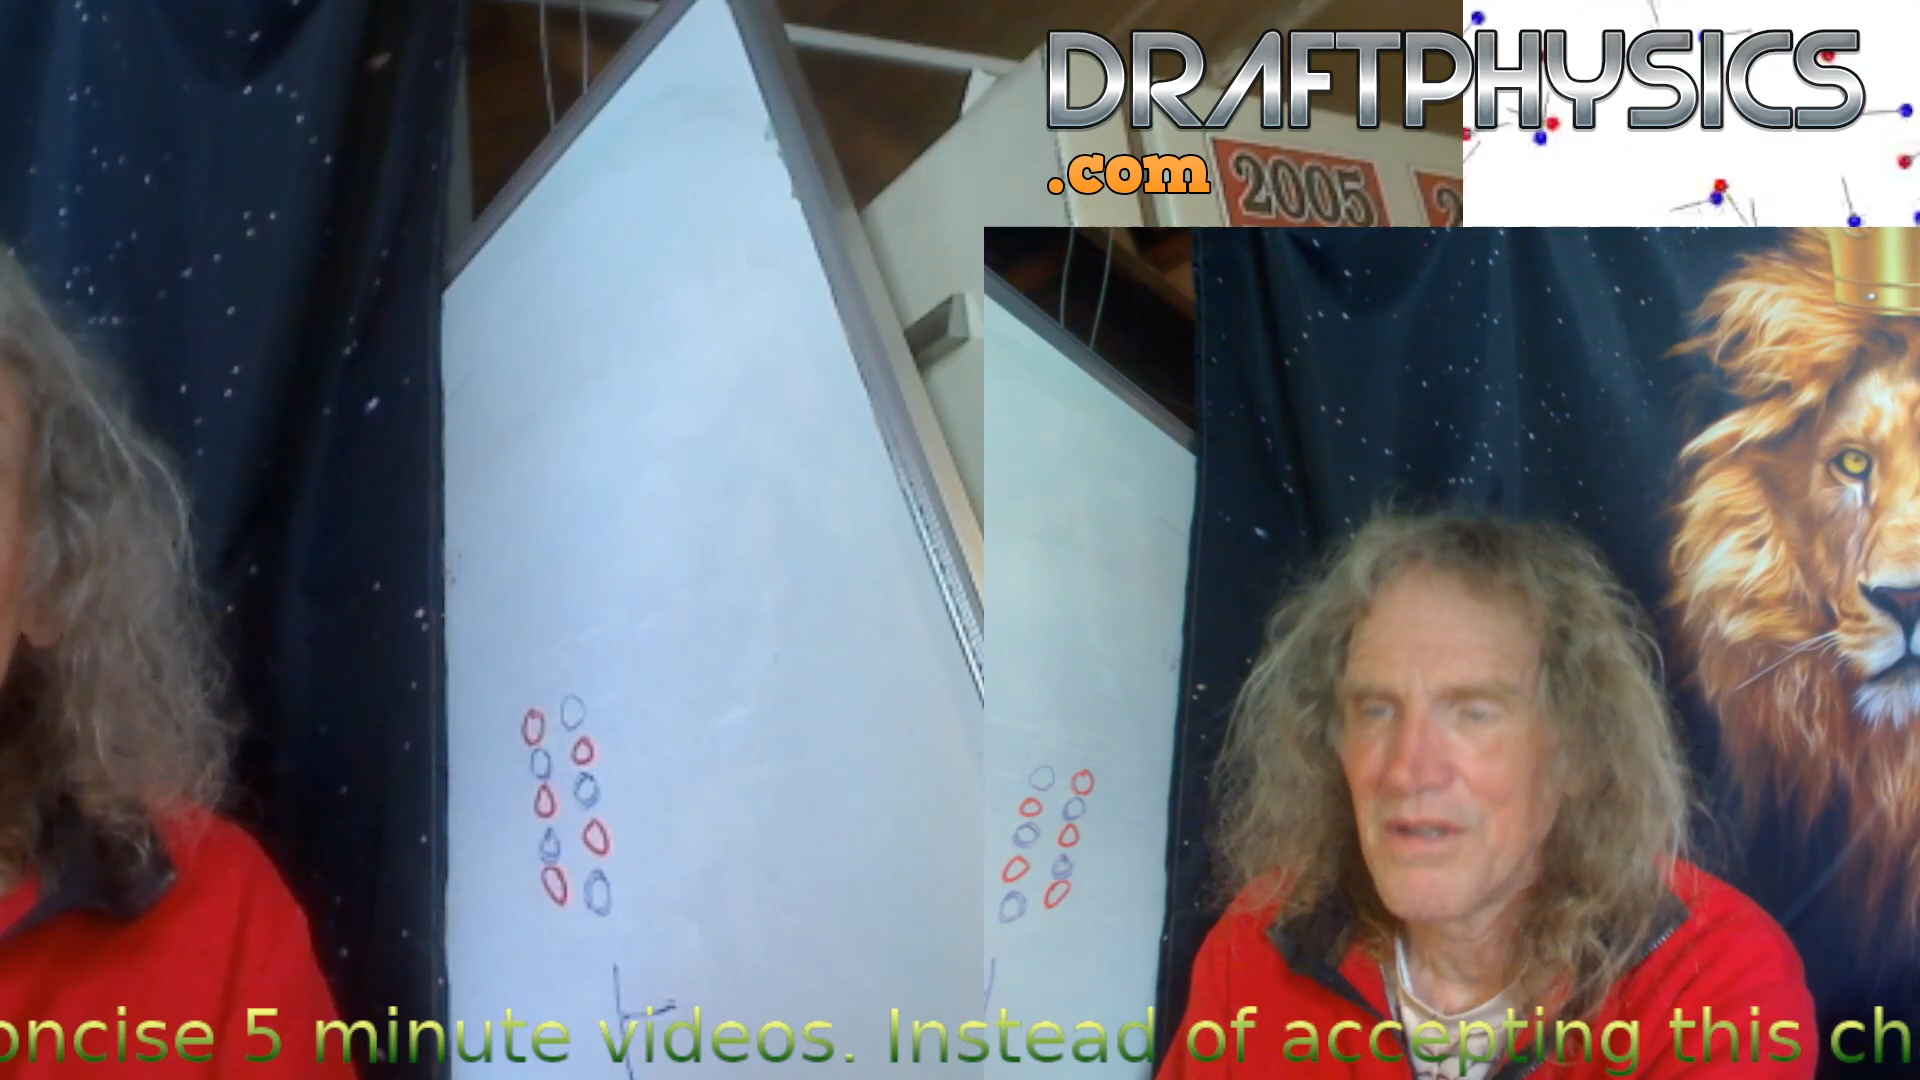 DRAFTPHYSICS
.com
2005
oncise 5 minute videos. Instead of accepting this ch